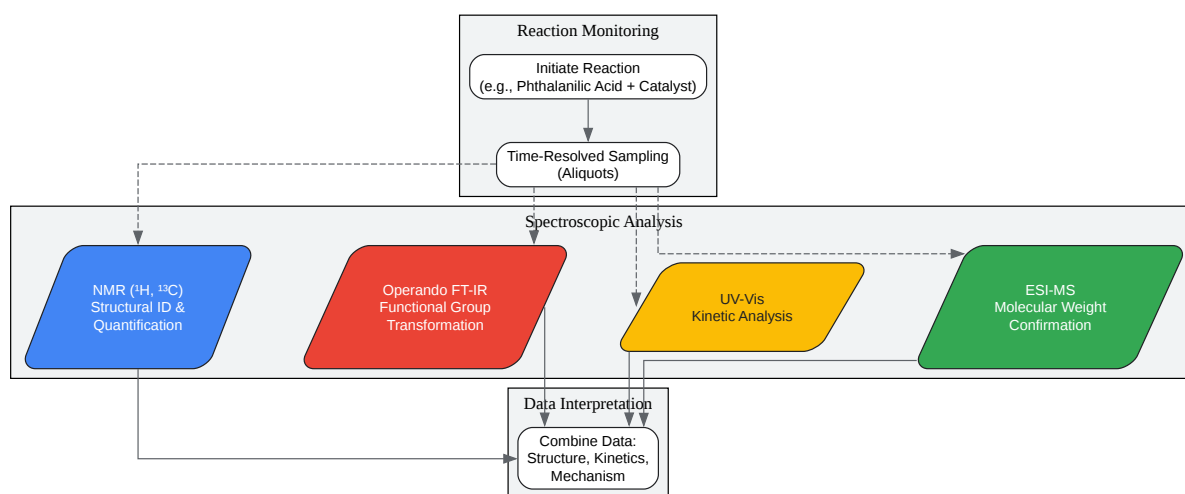 Reaction Monitoring
Initiate Reaction
(e.g., Phthalanilic Acid + Catalyst)
Time-Resolved Sampling
(Aliquots)
Spectroscopic Analysis
NMR (¹H, ¹³C)
Structural ID &
Quantification
Operando FT-IR
Functional Group
Transformation
UV-Vis
Kinetic Analysis
ESI-MS
Molecular Weight
Confirmation
Data Interpretation
Combine Data:
Structure, Kinetics,
Mechanism